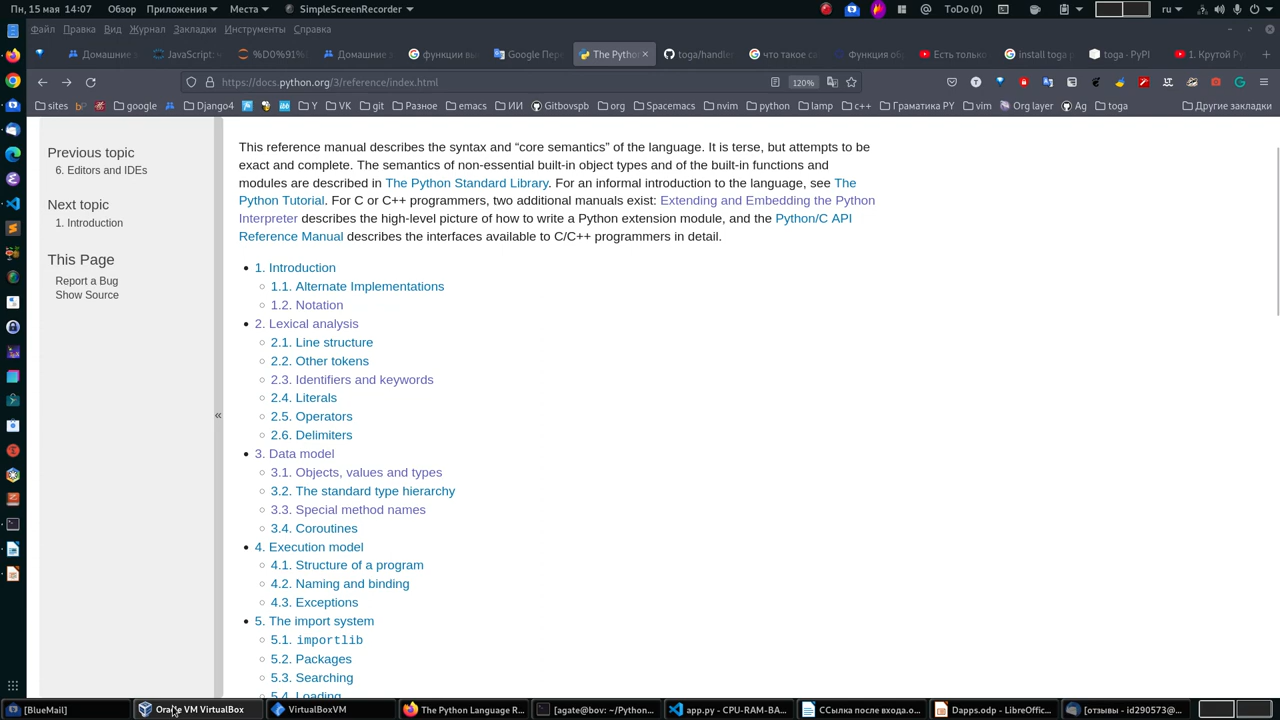 Пн, 15 мая 14:07 Обзор Приложения Места SimpleScreenRecorder ToDo(0) ru
Файл Правка Вид Журнал Закладки Инструменты Справка
Домашние JavaScript: %D0%91% Домашние функции вы Google Пере The Python toga/handler что такое са Функция об Есть только install toga toga · PyPI 1. Крутой Py
https://docs.python.org/3/reference/index.html 120%
sites google Django4 Y VK git Разное emacs ИИ Gitbovspb org Spacemacs nvim python lamp c++ Граматика PY vim Org layer Ag toga Другие закладки
Previous topic
6. Editors and IDEs
Next topic
1. Introduction
This Page
Report a Bug
Show Source
«
This reference manual describes the syntax and “core semantics” of the language. It is terse, but attempts to be
exact and complete. The semantics of non-essential built-in object types and of the built-in functions and
modules are described in The Python Standard Library. For an informal introduction to the language, see The
Python Tutorial. For C or C++ programmers, two additional manuals exist: Extending and Embedding the Python
Interpreter describes the high-level picture of how to write a Python extension module, and the Python/C API
Reference Manual describes the interfaces available to C/C++ programmers in detail.
1. Introduction
1.1. Alternate Implementations
1.2. Notation
2. Lexical analysis
2.1. Line structure
2.2. Other tokens
2.3. Identifiers and keywords
2.4. Literals
2.5. Operators
2.6. Delimiters
3. Data model
3.1. Objects, values and types
3.2. The standard type hierarchy
3.3. Special method names
3.4. Coroutines
4. Execution model
4.1. Structure of a program
4.2. Naming and binding
4.3. Exceptions
5. The import system
5.1. importlib
5.2. Packages
5.3. Searching
5.4. Loading
[BlueMail] Oracle VM VirtualBox VirtualBoxVM The Python Language R... [agate@bov: ~/Python... app.py - CPU-RAM-BA... ССылка после входа.o... Dapps.odp — LibreOffic... [отзывы - id290573@...